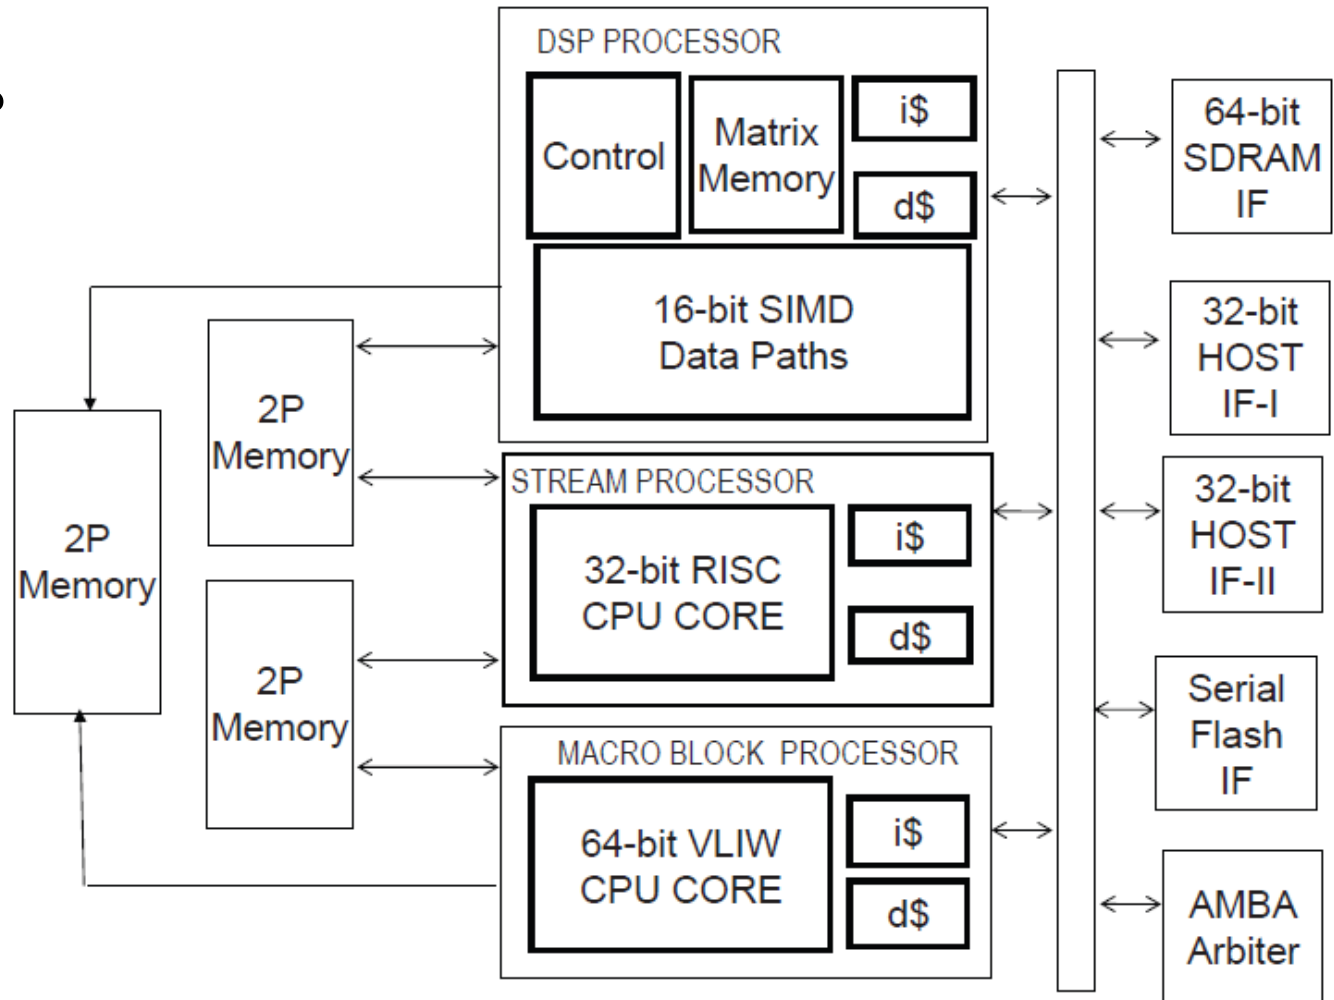 DSP PROCESSOR
Control
Matrix
Memory
i$
d$
16-bit SIMD
Data Paths
2P
Memory
2P
Memory
2P
Memory
STREAM PROCESSOR
32-bit RISC
CPU CORE
i$
d$
MACRO BLOCK PROCESSOR
64-bit VLIW
CPU CORE
i$
d$
64-bit
SDRAM
IF
32-bit
HOST
IF-I
32-bit
HOST
IF-II
Serial
Flash
IF
AMBA
Arbiter